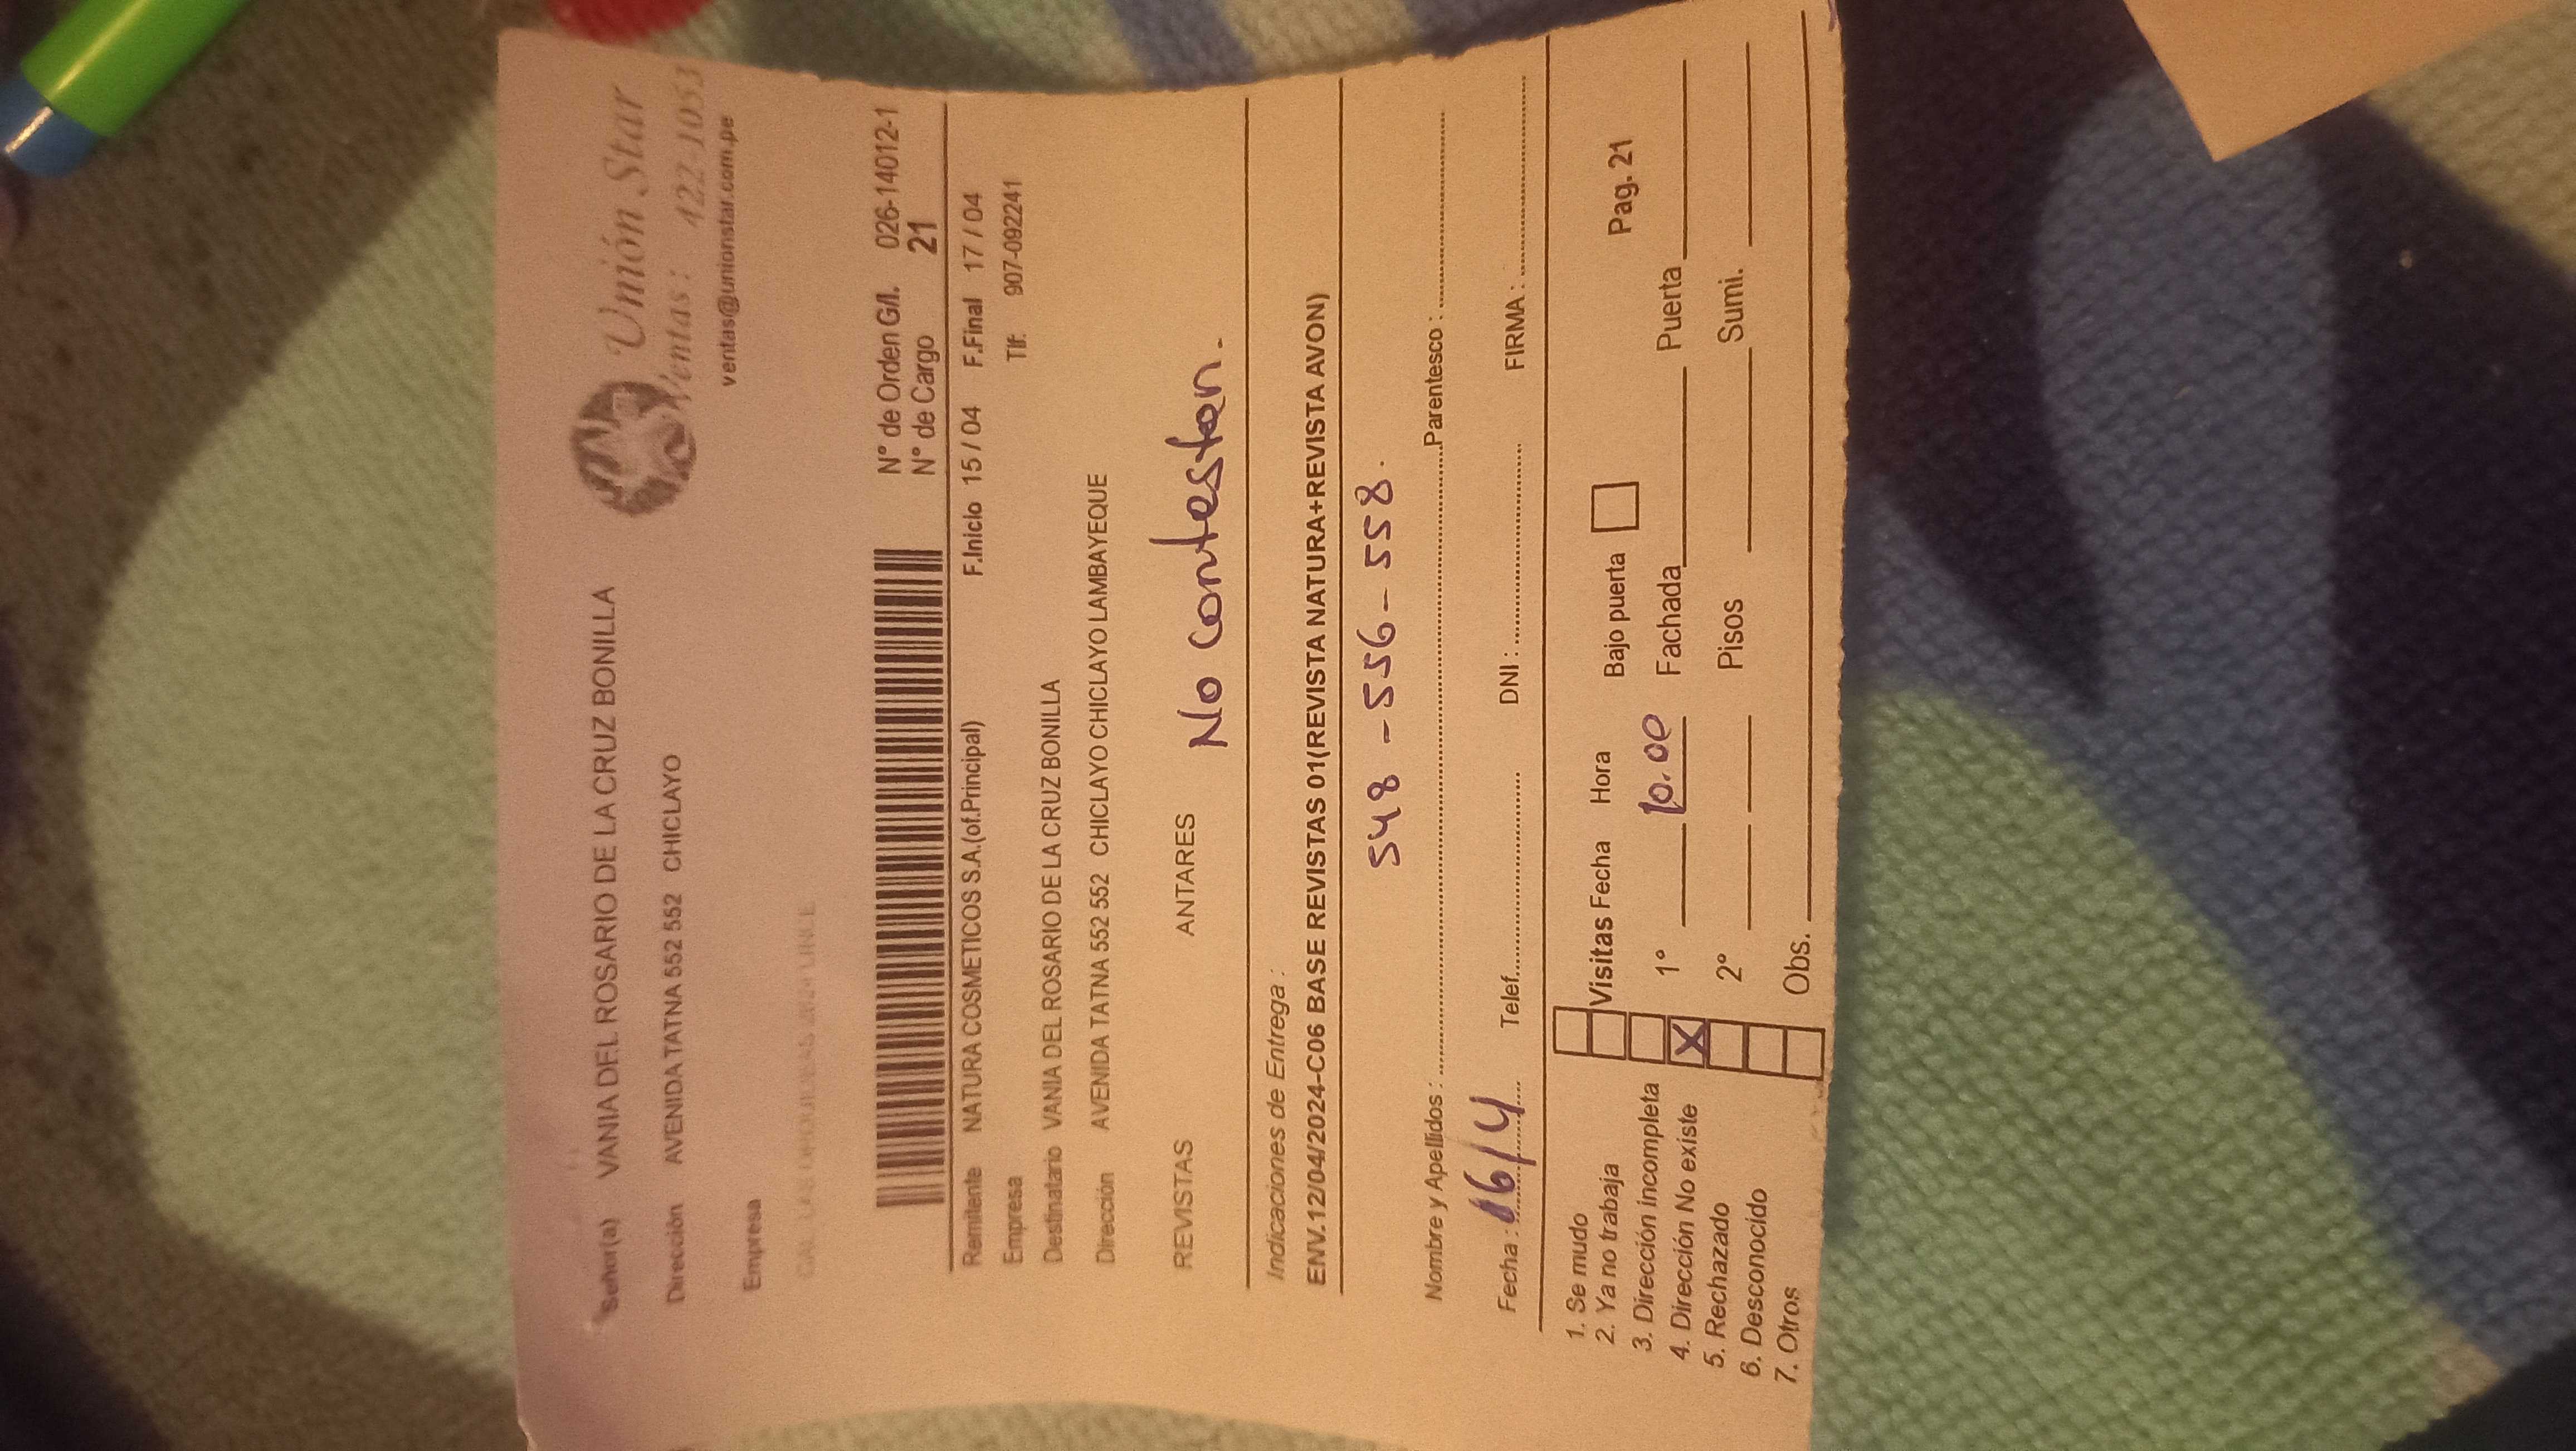 Señor(a) VANIA DEL ROSARIO DE LA CRUZ BONILLA
Unión Star
Dirección AVENIDA TATNA 552 552 CHICLAYO
Ventas: 422-1053
ventas@unionstar.com.pe
Empresa
N° de Orden G/I. 026-14012-1
N° de Cargo 21
Remitente NATURA COSMETICOS S.A.(of.Principal) F.Inicio 15 / 04 F.Final 17 / 04
Empresa Tlf: 907-092241
Destinatario VANIA DEL ROSARIO DE LA CRUZ BONILLA
Dirección AVENIDA TATNA 552 552 CHICLAYO CHICLAYO LAMBAYEQUE
REVISTAS ANTARES No contestan.
Indicaciones de Entrega :
ENV.12/04/2024-C06 BASE REVISTAS 01(REVISTA NATURA+REVISTA AVON)
548 - 556 - 558.
Nombre y Apellidos : Parentesco :
Fecha : 16/4 Telef. DNI : FIRMA :
1. Se mudo
2. Ya no trabaja
3. Dirección incompleta
4. Dirección No existe X
5. Rechazado
6. Desconocido
7. Otros
Visitas Fecha Hora Bajo puerta Pag. 21
1° 10.00 Fachada Puerta
2° Pisos Sumi.
Obs.